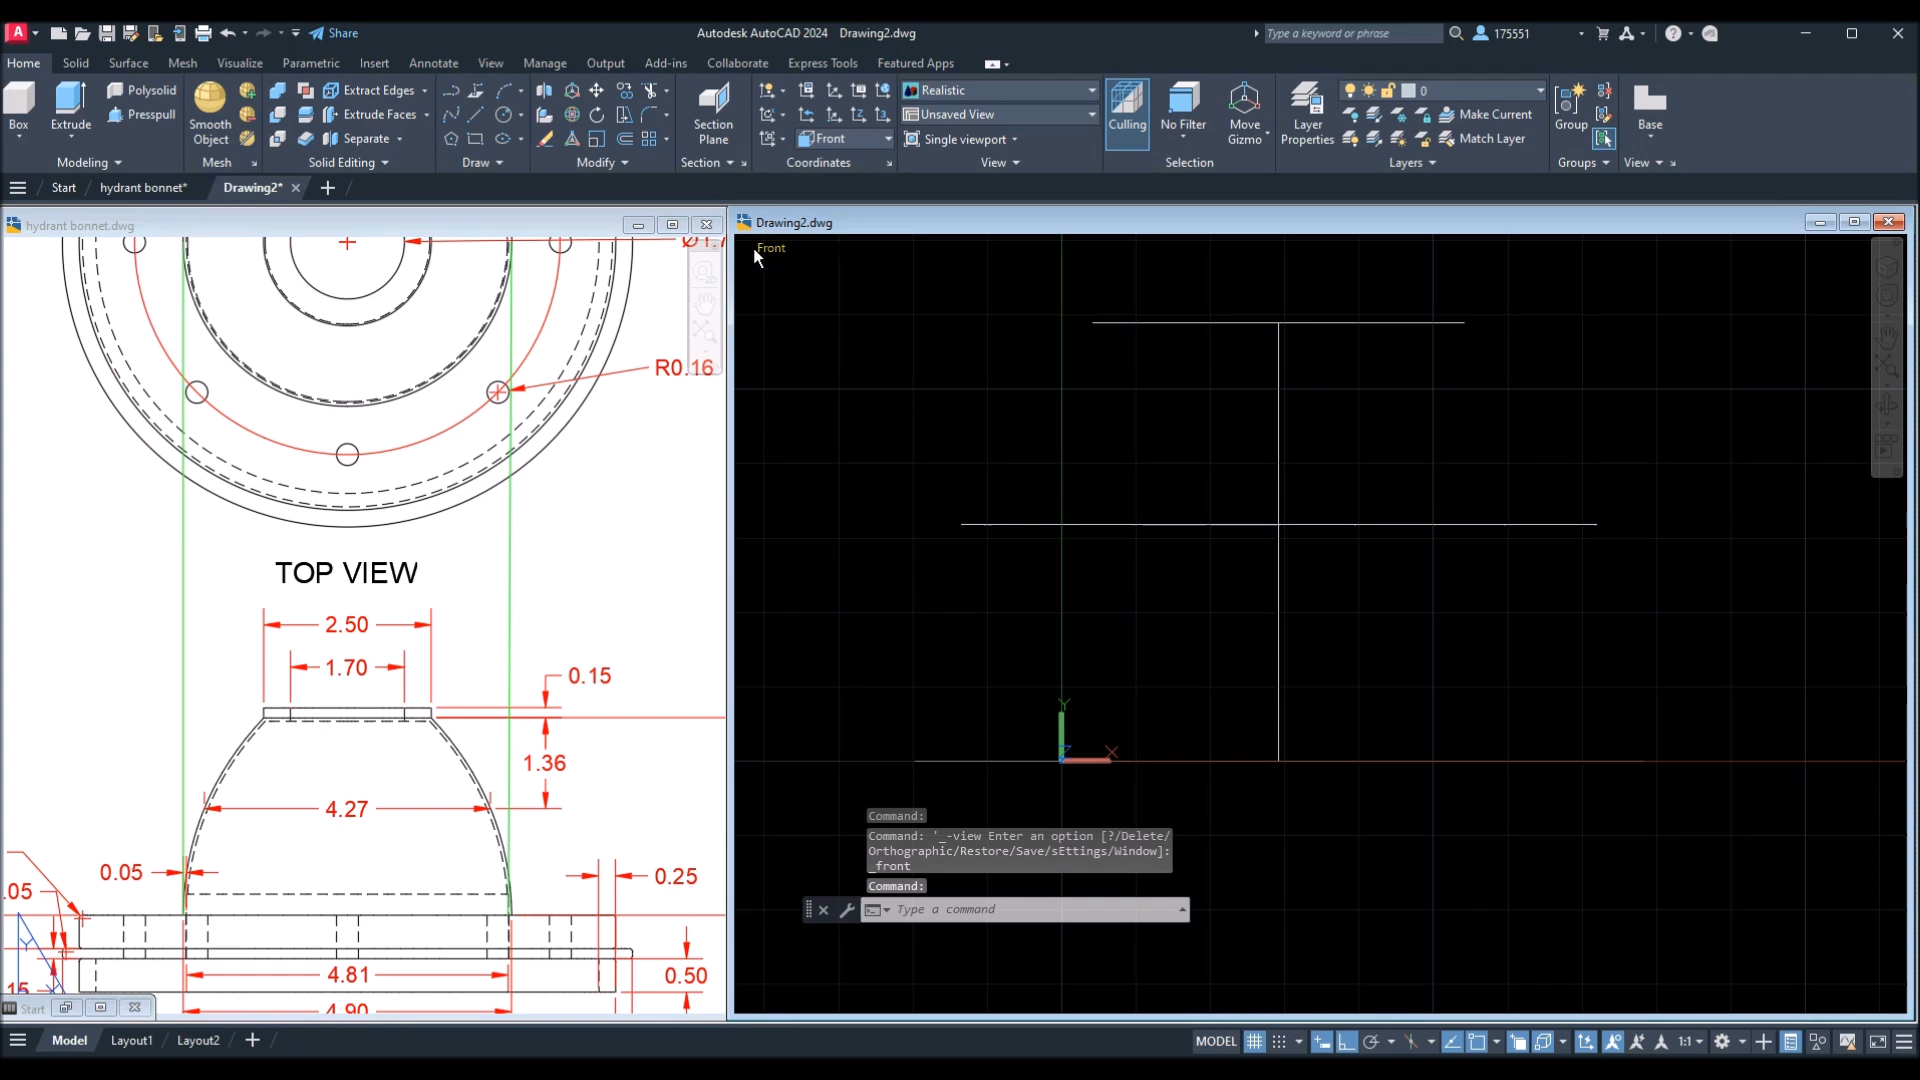 Share
Autodesk AutoCAD 2024 Drawing2.dwg
Type a keyword or phrase
175551
Home Solid Surface Mesh Visualize Parametric Insert Annotate View Manage Output Add-ins Collaborate Express Tools Featured Apps
Box
Extrude
Polysolid
Presspull
Smooth
Object
Extract Edges
Extrude Faces
Separate
Section
Plane
Front
Realistic
Unsaved View
Single viewport
Culling
No Filter
Move
Gizmo
Layer
Properties
0
Make Current
Match Layer
Group
Base
Modeling Mesh Solid Editing Draw Modify Section Coordinates View Selection Layers Groups View
Start hydrant bonnet* Drawing2*
hydrant bonnet.dwg
R0.16
TOP VIEW
2.50
1.70
0.15
1.36
4.27
0.05
.05
0.25
4.81
0.50
15
4.90
Y
Start
Drawing2.dwg
Front
Y
Z
X
Command:
Command: '_-view Enter an option [?/Delete/
Orthographic/Restore/Save/sEttings/Window]:
_front
Command:
Type a command
Model Layout1 Layout2
MODEL
1:1